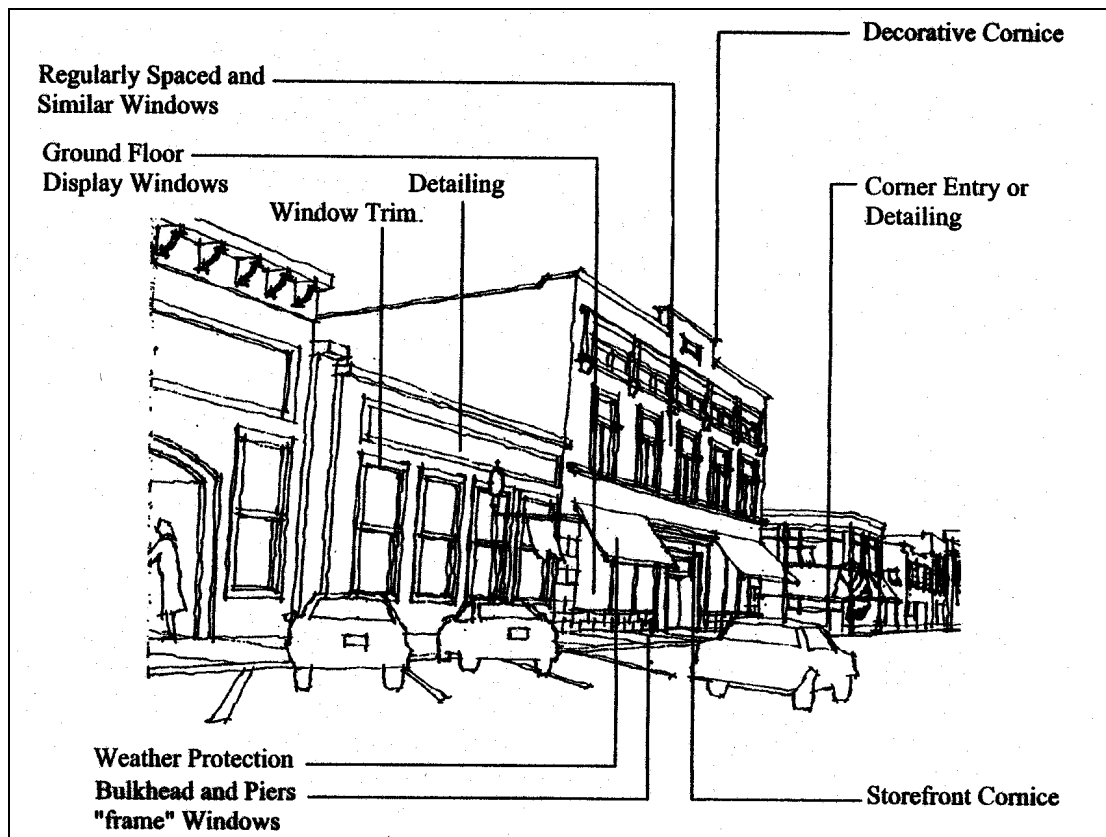 Decorative Cornice
Regularly Spaced and
Similar Windows
Ground Floor
Display Windows
Detailing
Window Trim.
Corner Entry or
Detailing
Weather Protection
Bulkhead and Piers
"frame" Windows
Storefront Cornice